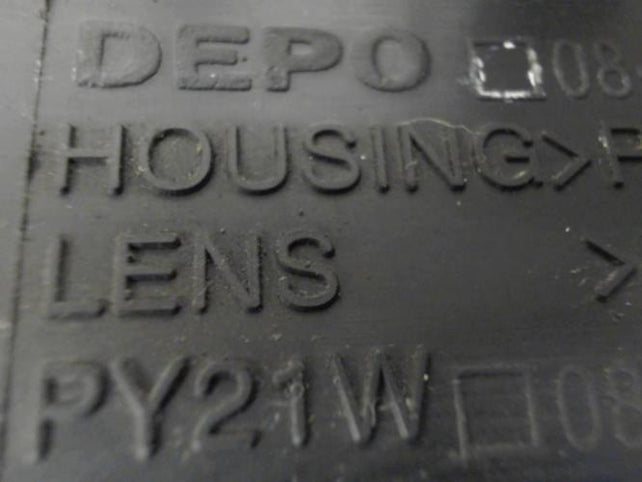 DEPO □ 08
HOUSING >P
LENS >
PY21W □ 08